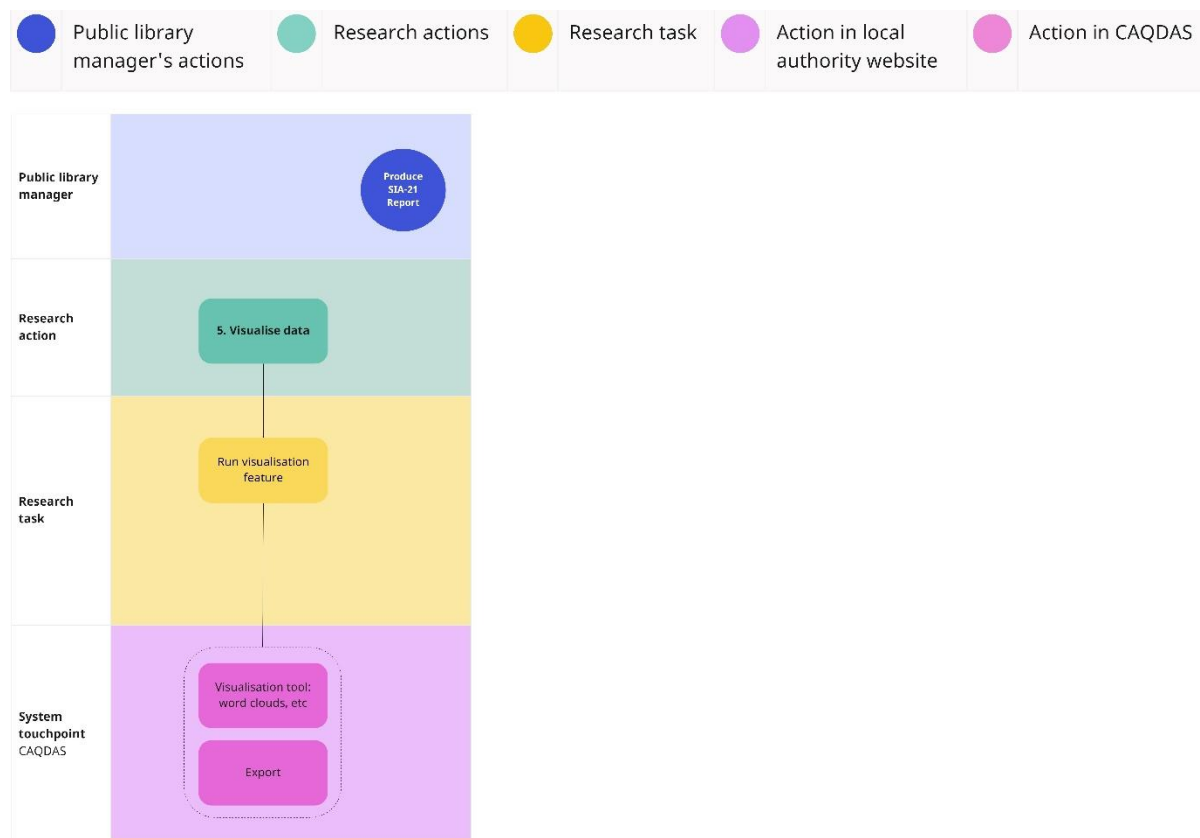 Public library
manager's actions
Research actions
Research task
Action in local
authority website
Action in CAQDAS
Public library
manager
Produce
SIA-21
Report
Research
action
5. Visualise data
Research
task
Run visualisation
feature
System
touchpoint
CAQDAS
Visualisation tool:
word clouds, etc
Export